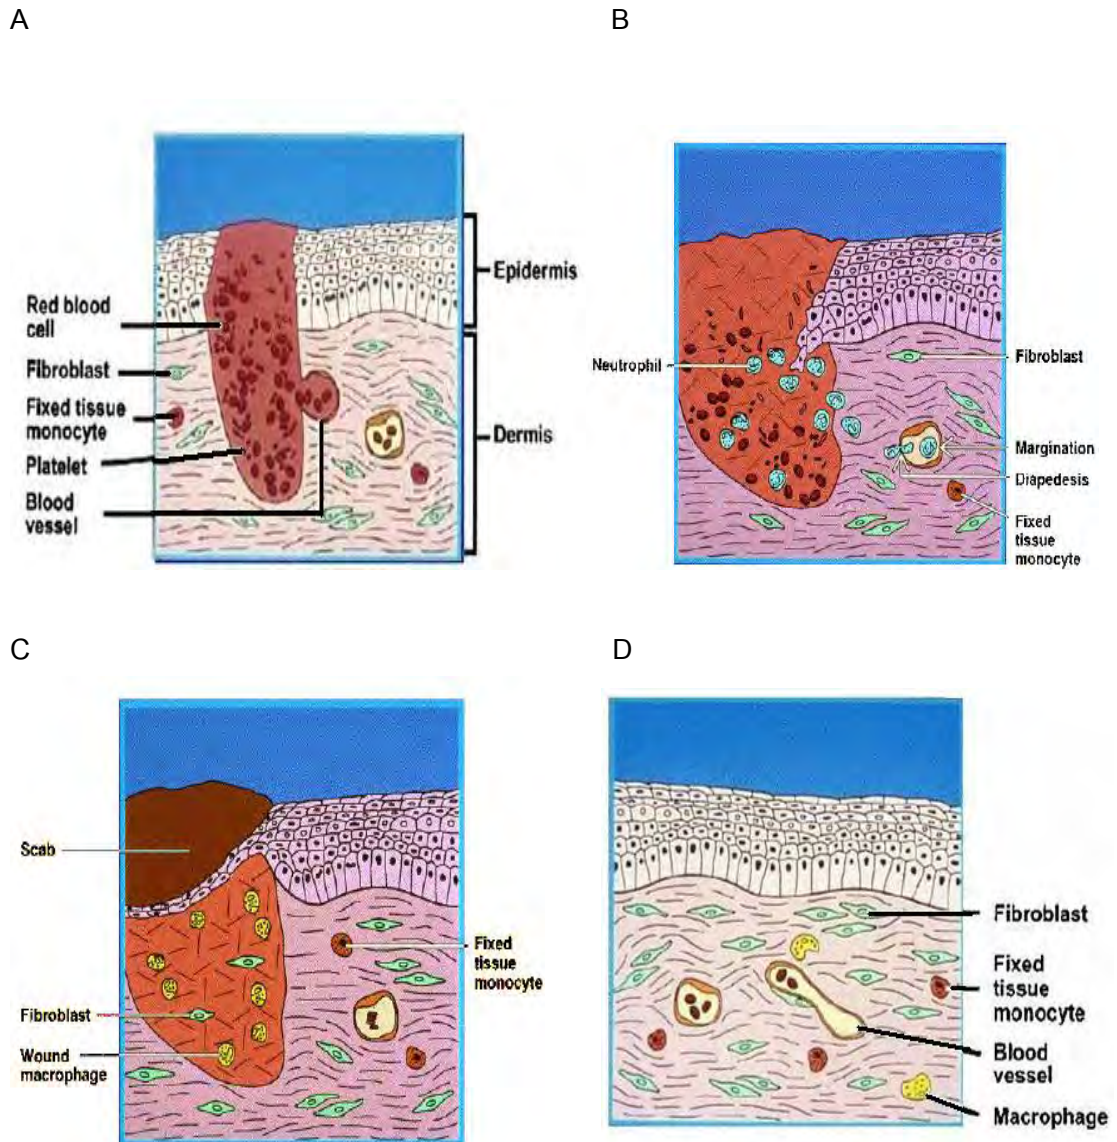 A
B
Epidermis
Red blood
cell
Fibroblast
Fixed tissue
monocyte
Platelet
Blood
vessel
Dermis
Neutrophil
Fibroblast
Margination
Diapedesis
Fixed
tissue
monocyte
C
D
Scab
Fixed
tissue
monocyte
Fibroblast
Wound
macrophage
Fibroblast
Fixed
tissue
monocyte
Blood
vessel
Macrophage